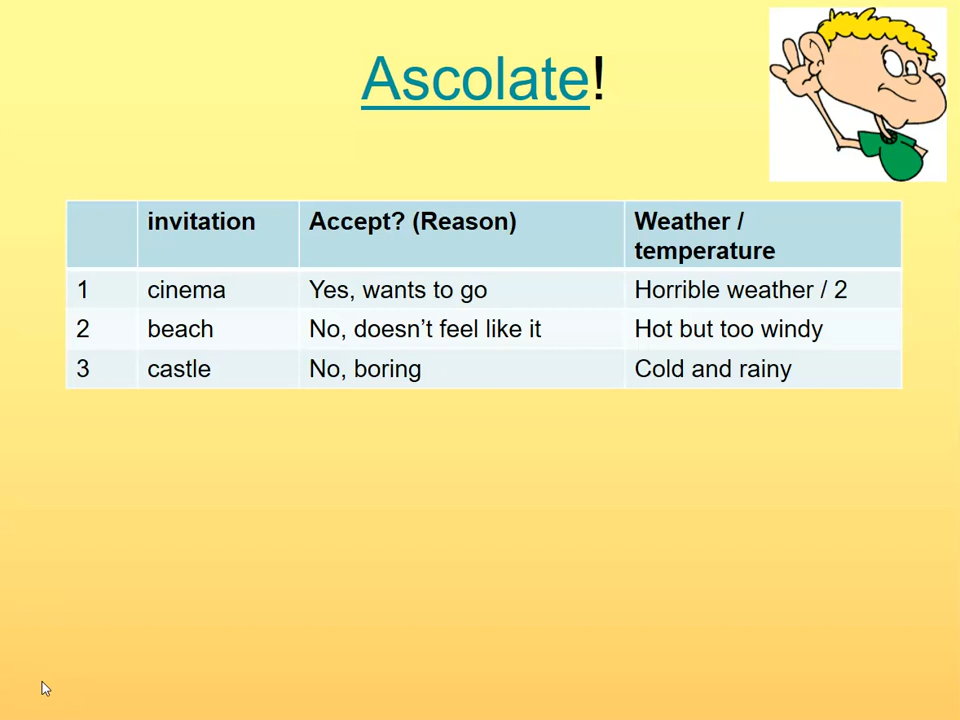 Ascolate!
invitation Accept? (Reason) Weather /
temperature
1 cinema Yes, wants to go Horrible weather / 2
2 beach No, doesn’t feel like it Hot but too windy
3 castle No, boring Cold and rainy